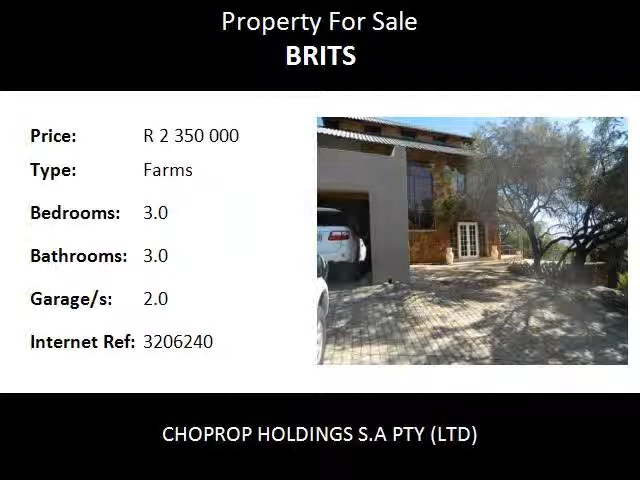 Property For Sale
BRITS
Price: R 2 350 000
Type: Farms
Bedrooms: 3.0
Bathrooms: 3.0
Garage/s: 2.0
Internet Ref: 3206240
CHOPROP HOLDINGS S.A PTY (LTD)